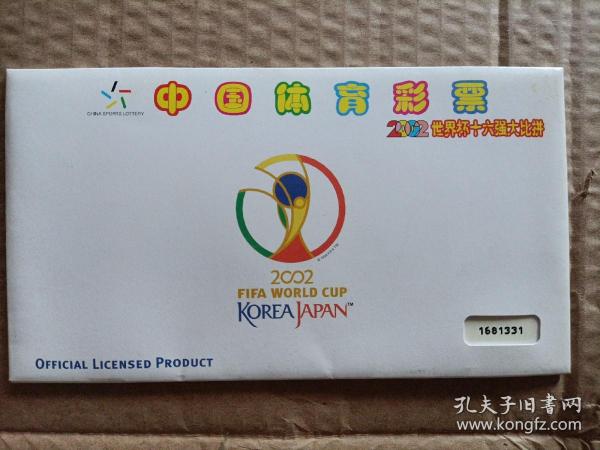 中国体育彩票
CHINA SPORTS LOTTERY
2002世界杯十六强大比拼
2002
FIFA WORLD CUP
KOREA JAPAN™
1681331
OFFICIAL LICENSED PRODUCT
孔夫子旧書网
www.kongfz.com